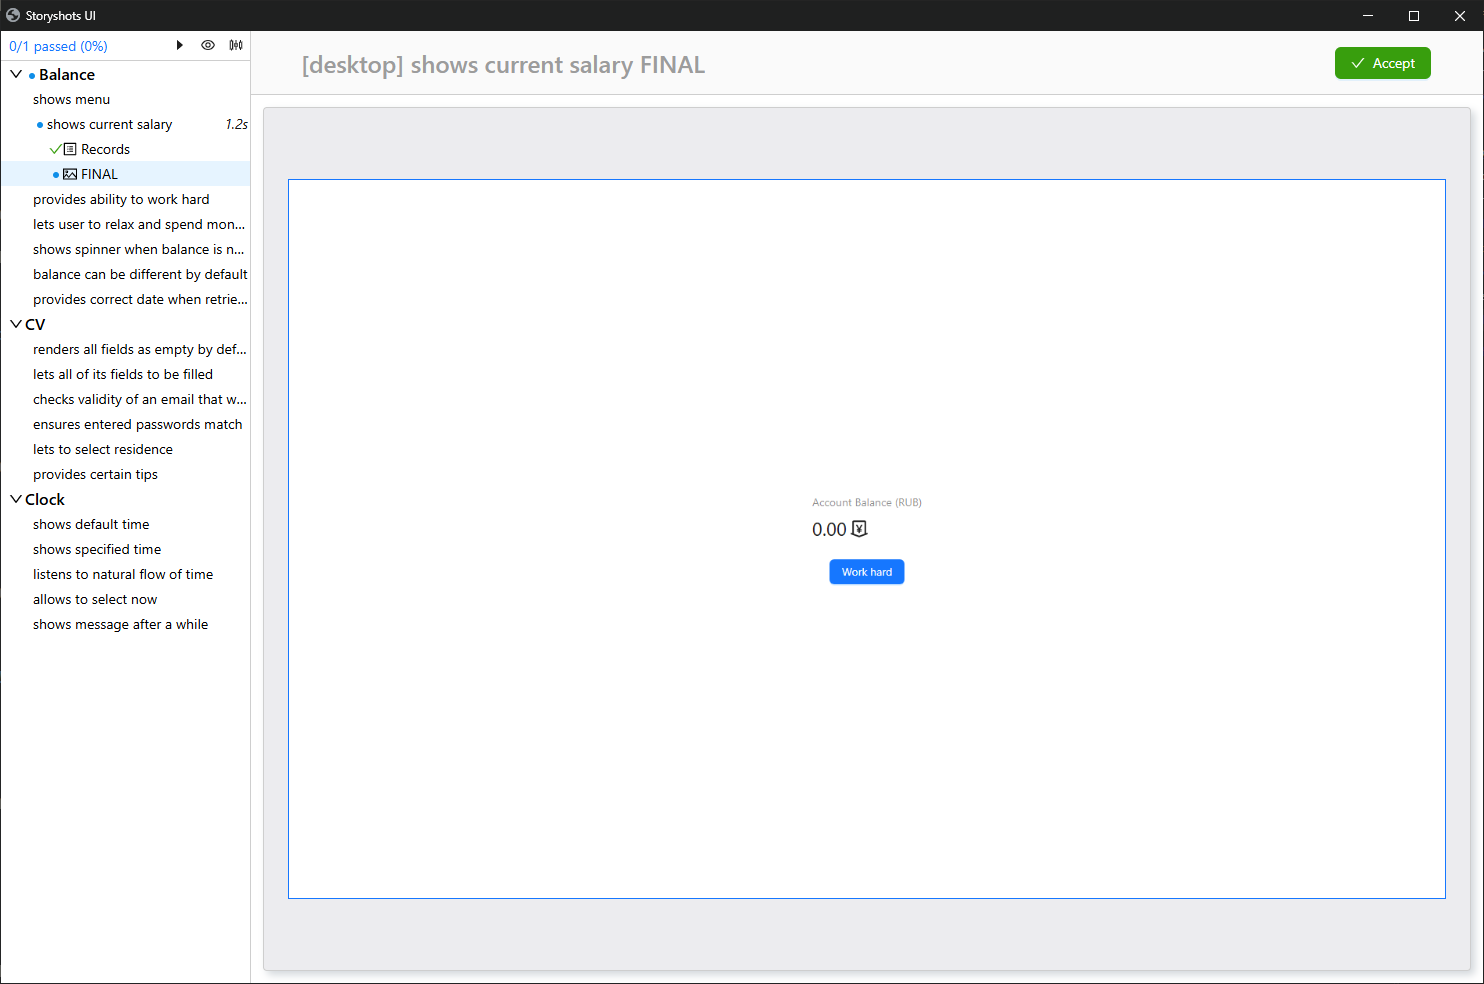 Storyshots UI
0/1 passed (0%)
Balance
shows menu
shows current salary 1.2s
Records
FINAL
provides ability to work hard
lets user to relax and spend mon...
shows spinner when balance is n...
balance can be different by default
provides correct date when retrie...
CV
renders all fields as empty by def...
lets all of its fields to be filled
checks validity of an email that w...
ensures entered passwords match
lets to select residence
provides certain tips
Clock
shows default time
shows specified time
listens to natural flow of time
allows to select now
shows message after a while
[desktop] shows current salary FINAL
Accept
Account Balance (RUB)
0.00 ¥
Work hard